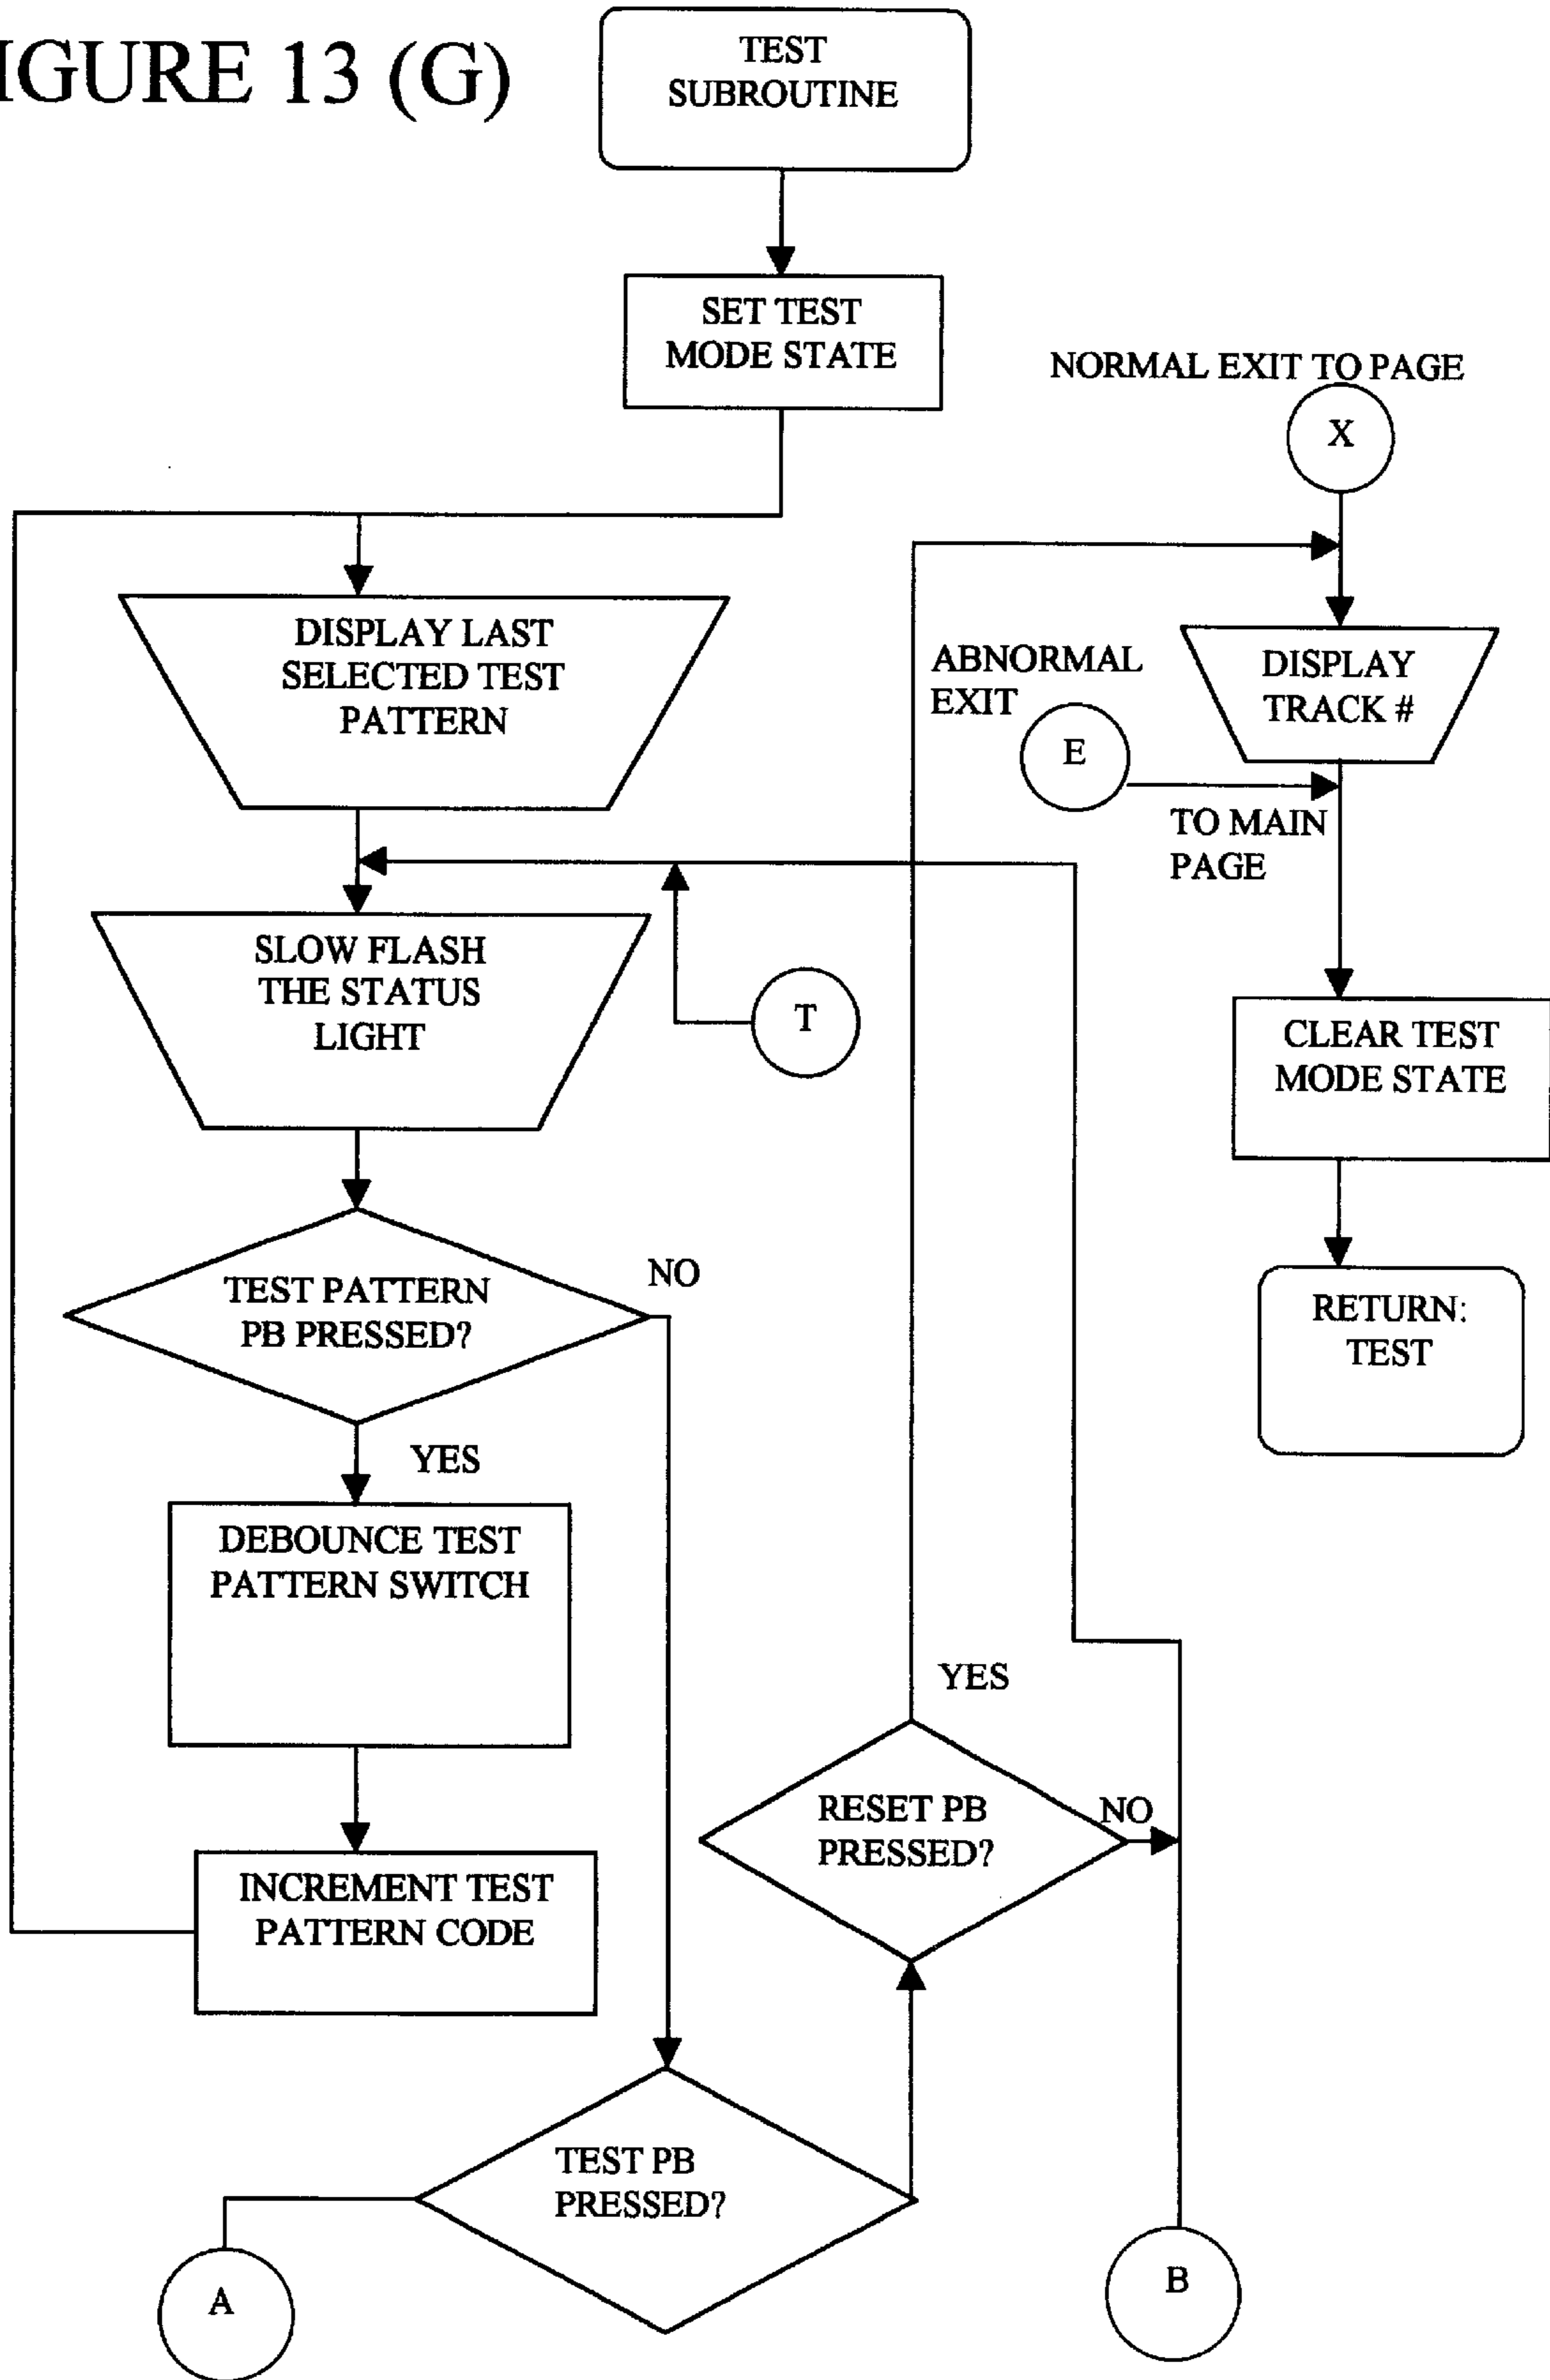 IGURE 13 (G)
TEST
SUBROUTINE
SET TEST
MODE STATE
NORMAL EXIT TO PAGE
X
DISPLAY LAST
SELECTED TEST
PATTERN
ABNORMAL
EXIT
E
DISPLAY
TRACK #
TO MAIN
PAGE
SLOW FLASH
THE STATUS
LIGHT
T
CLEAR TEST
MODE STATE
TEST PATTERN
PB PRESSED?
NO
RETURN:
TEST
YES
DEBOUNCE TEST
PATTERN SWITCH
YES
RESET PB
PRESSED?
NO
INCREMENT TEST
PATTERN CODE
TEST PB
PRESSED?
A
B